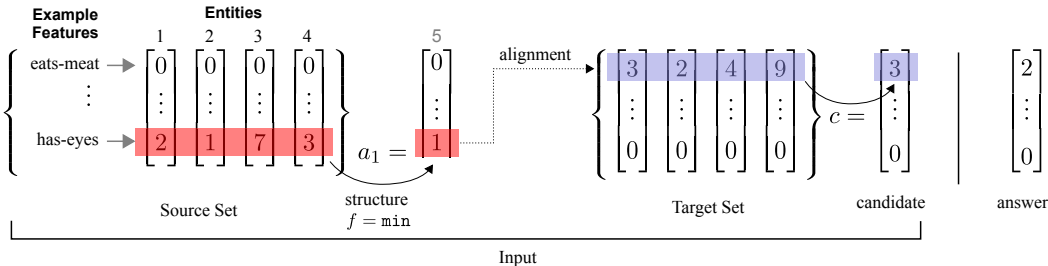 Example
Features
Entities
1 2 3 4 5
eats-meat 0 0 0 0 0 alignment 3 2 4 9 3 2
⋮ ⋮ ⋮ ⋮ ⋮ ⋮ ⋮ ⋮ ⋮ ⋮ c = ⋮ ⋮
has-eyes 2 1 7 3 a₁ = 1 0 0 0 0 0 0
Source Set structure Target Set candidate answer
f = min
Input